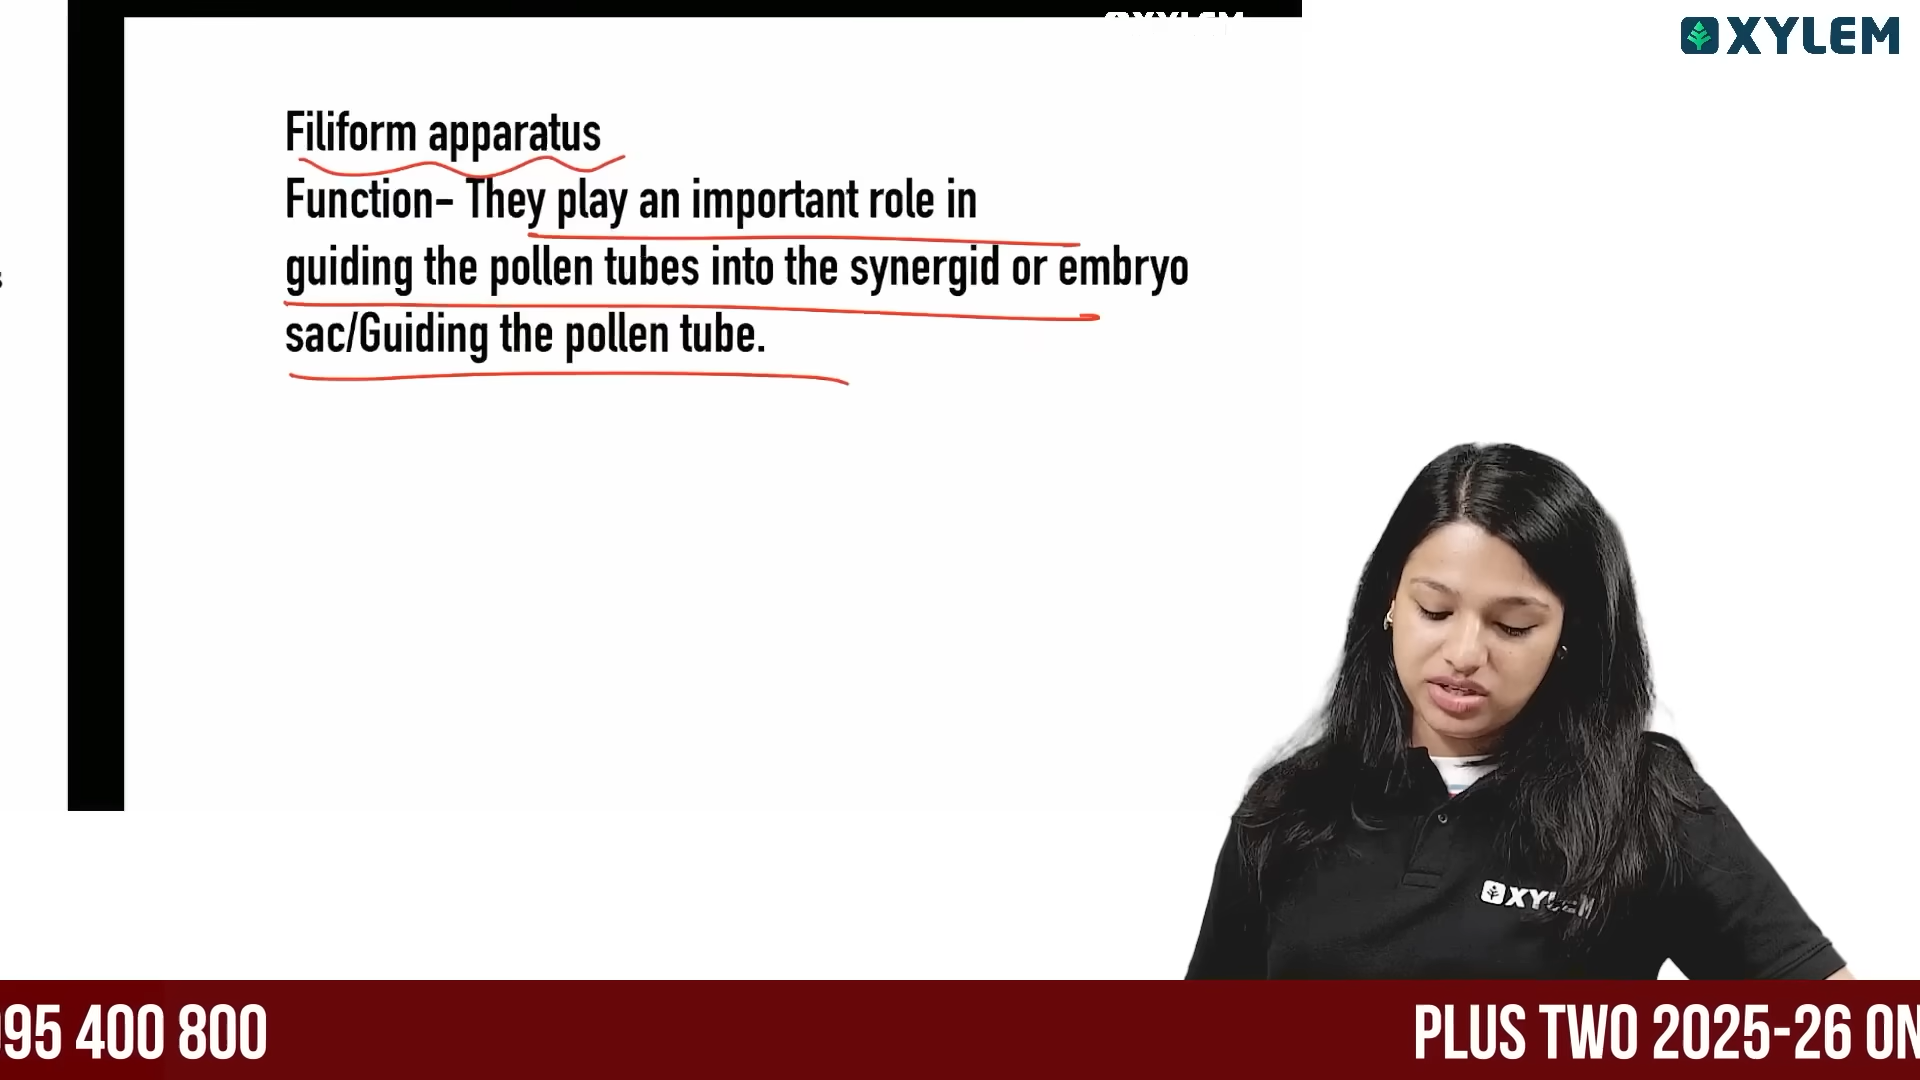 XYLEM
XYLEM
Filiform apparatus
Function- They play an important role in
guiding the pollen tubes into the synergid or embryo
sac/Guiding the pollen tube.
XYLEM
95 400 800
PLUS TWO 2025-26 ON